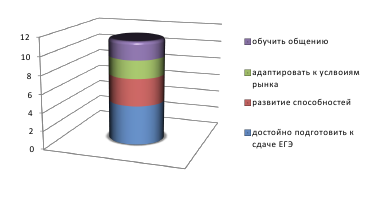 12
10
8
6
4
2
0
обучить общению
адаптировать к услвоиям
рынка
развитие способностей
достойно подготовить к
сдаче ЕГЭ